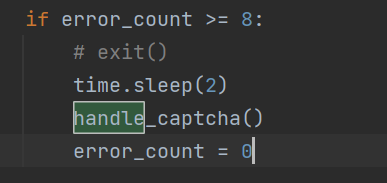 if error_count >= 8:
    # exit()
    time.sleep(2)
    handle_captcha()
    error_count = 0